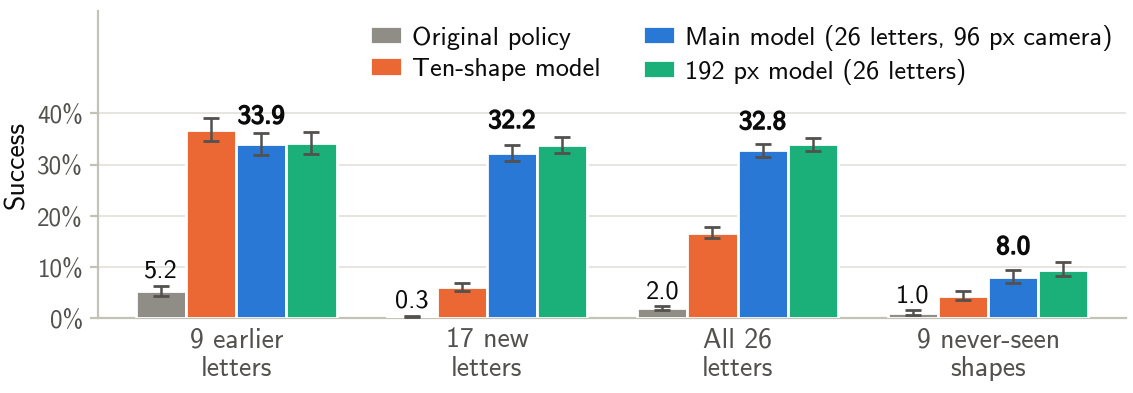 Original policy
Ten-shape model
Main model (26 letters, 96 px camera)
192 px model (26 letters)
Success
40%
30%
20%
10%
0%
5.2
33.9
0.3
32.2
2.0
32.8
1.0
8.0
9 earlier
letters
17 new
letters
All 26
letters
9 never-seen
shapes